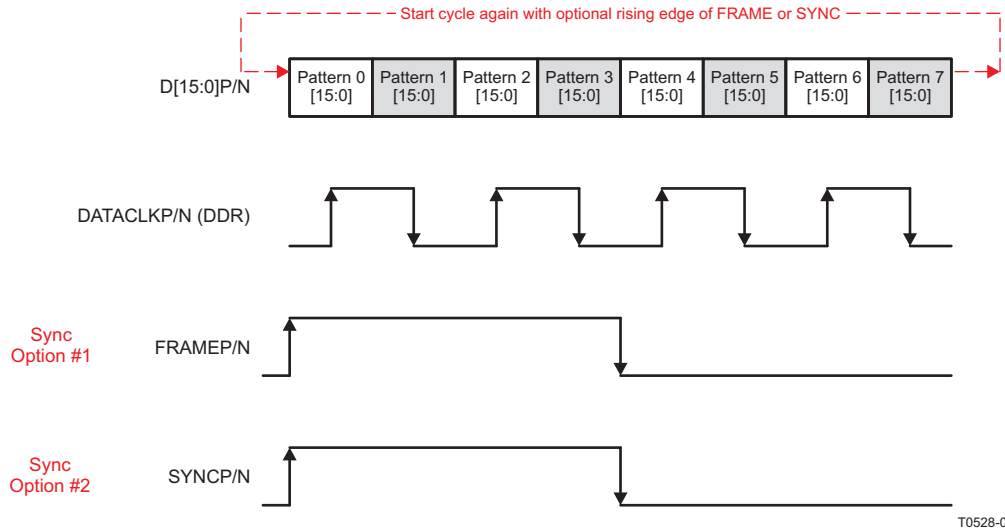 Start cycle again with optional rising edge of FRAME or SYNC
D[15:0]P/N
Pattern 0
[15:0]
Pattern 1
[15:0]
Pattern 2
[15:0]
Pattern 3
[15:0]
Pattern 4
[15:0]
Pattern 5
[15:0]
Pattern 6
[15:0]
Pattern 7
[15:0]
DATACLKP/N (DDR)
Sync
Option #1
FRAMEP/N
Sync
Option #2
SYNCP/N
T0528-0